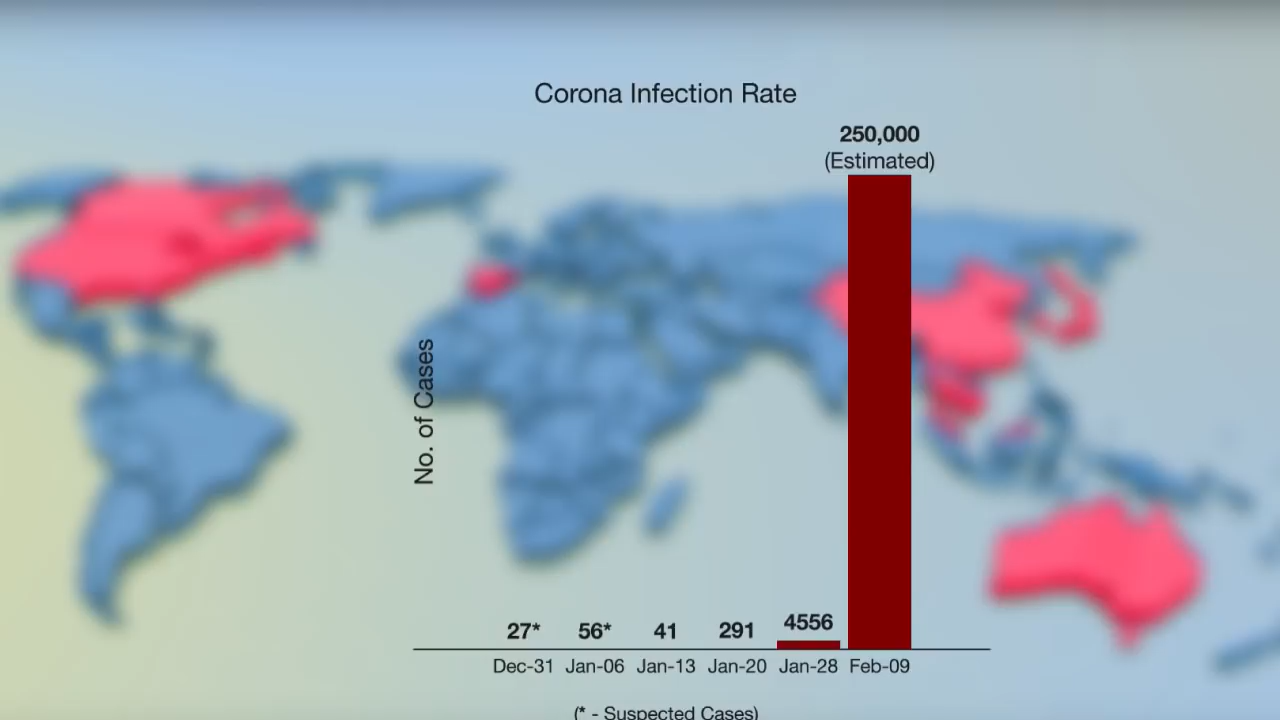 Corona Infection Rate
250,000
(Estimated)
No. of Cases
27* 56* 41 291 4556
Dec-31 Jan-06 Jan-13 Jan-20 Jan-28 Feb-09
(* - Suspected Cases)